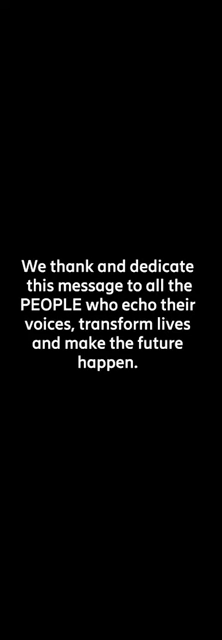 We thank and dedicate
this message to all the
PEOPLE who echo their
voices, transform lives
and make the future
happen.